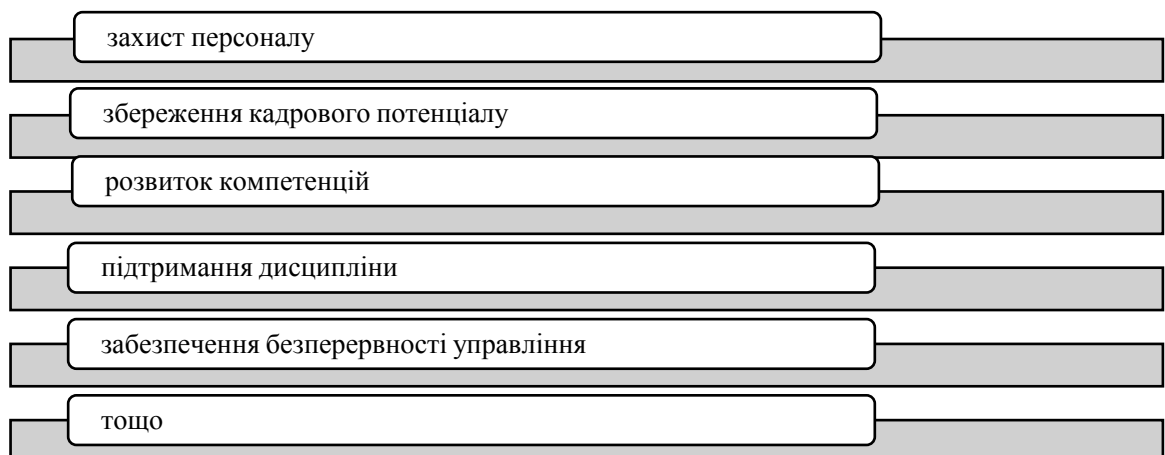 захист персоналу
збереження кадрового потенціалу
розвиток компетенцій
підтримання дисципліни
забезпечення безперервності управління
тощо